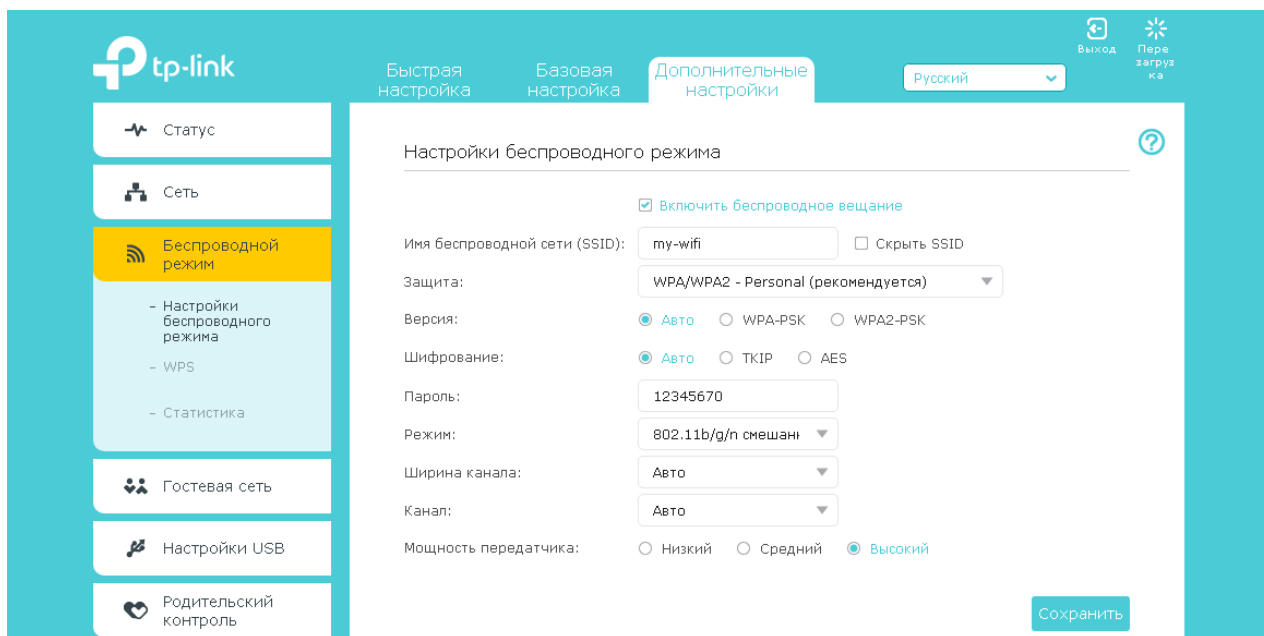 Выход
Пере
загруз
ка
tp-link
Быстрая
настройка
Базовая
настройка
Дополнительные
настройки
Русский
Статус
Сеть
Беспроводной
режим
- Настройки
беспроводного
режима
- WPS
- Статистика
Гостевая сеть
Настройки USB
Родительский
контроль
Настройки беспроводного режима
?
Включить беспроводное вещание
Имя беспроводной сети (SSID): my-wifi Скрыть SSID
Защита: WPA/WPA2 - Personal (рекомендуется)
Версия: Авто WPA-PSK WPA2-PSK
Шифрование: Авто TKIP AES
Пароль: 12345670
Режим: 802.11b/g/n смешанн
Ширина канала: Авто
Канал: Авто
Мощность передатчика: Низкий Средний Высокий
Сохранить